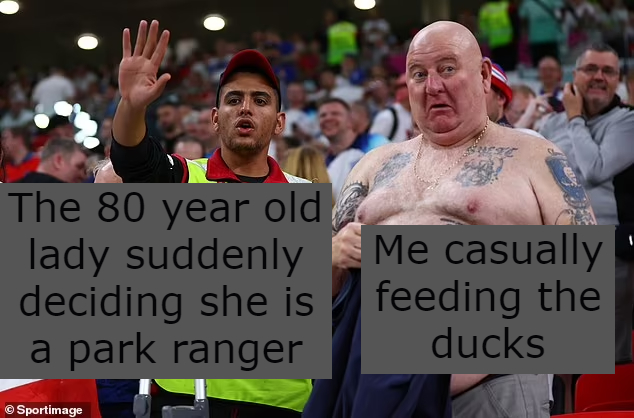 The 80 year old
lady suddenly
deciding she is
a park ranger
Me casually
feeding the
ducks
© Sportimage